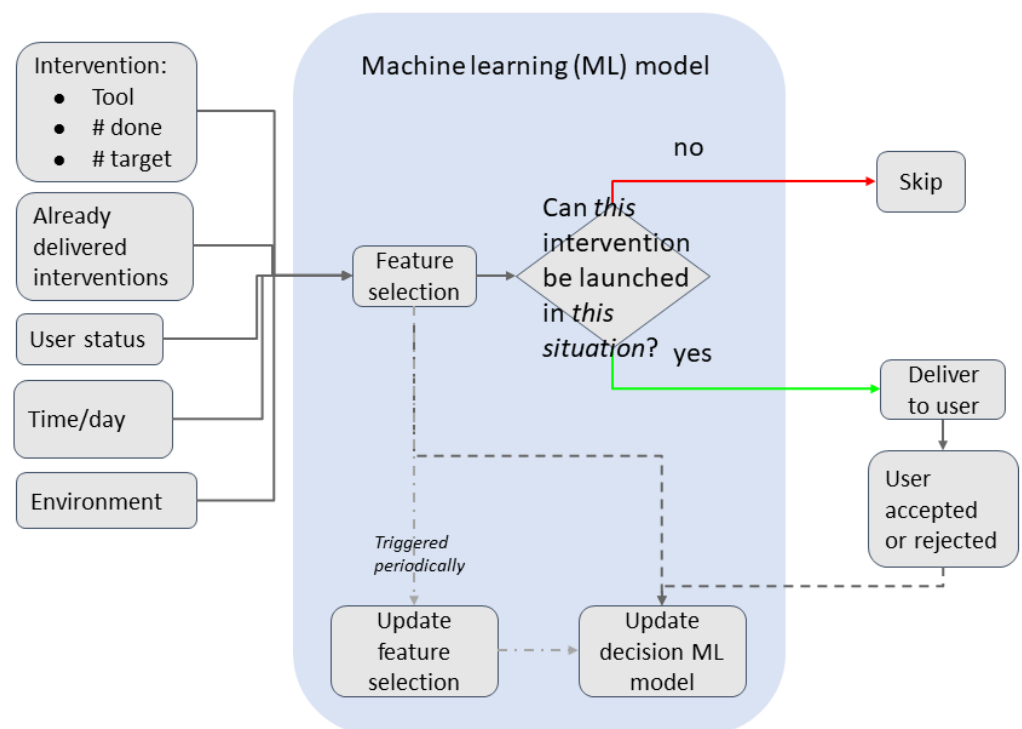 Machine learning (ML) model
Intervention:
● Tool
● # done
● # target
Already
delivered
interventions
User status
Time/day
Environment
Feature
selection
Can this
intervention
be launched
in this
situation?
no
Skip
yes
Deliver
to user
User
accepted
or rejected
Triggered
periodically
Update
feature
selection
Update
decision ML
model